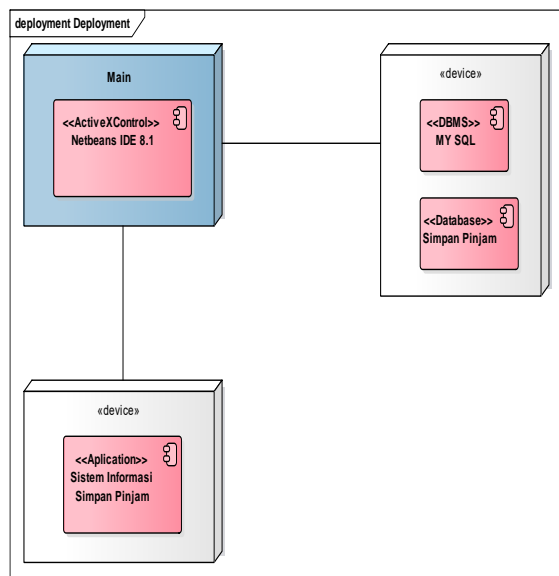 deployment Deployment
Main
<<ActiveXControl>>
Netbeans IDE 8.1
«device»
<<DBMS>>
MY SQL
<<Database>>
Simpan Pinjam
«device»
<<Aplication>>
Sistem Informasi
Simpan Pinjam